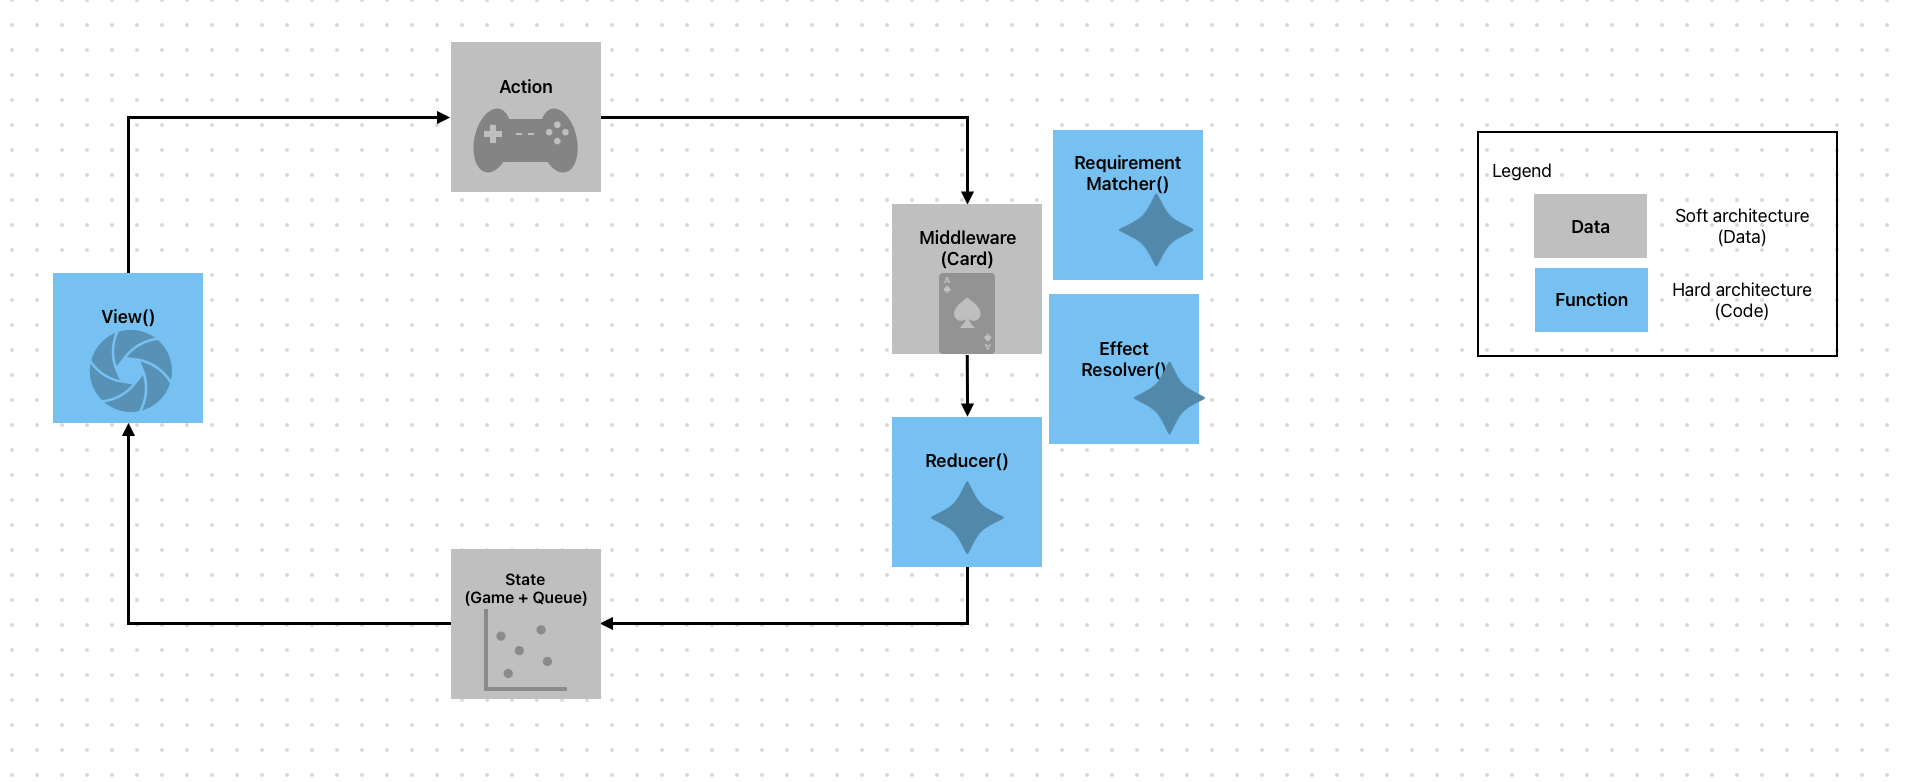 Action
Requirement
Matcher()
Legend
Data
Soft architecture
(Data)
Middleware
(Card)
A
A
Function
Hard architecture
(Code)
View()
Effect
Resolver()
Reducer()
State
(Game + Queue)